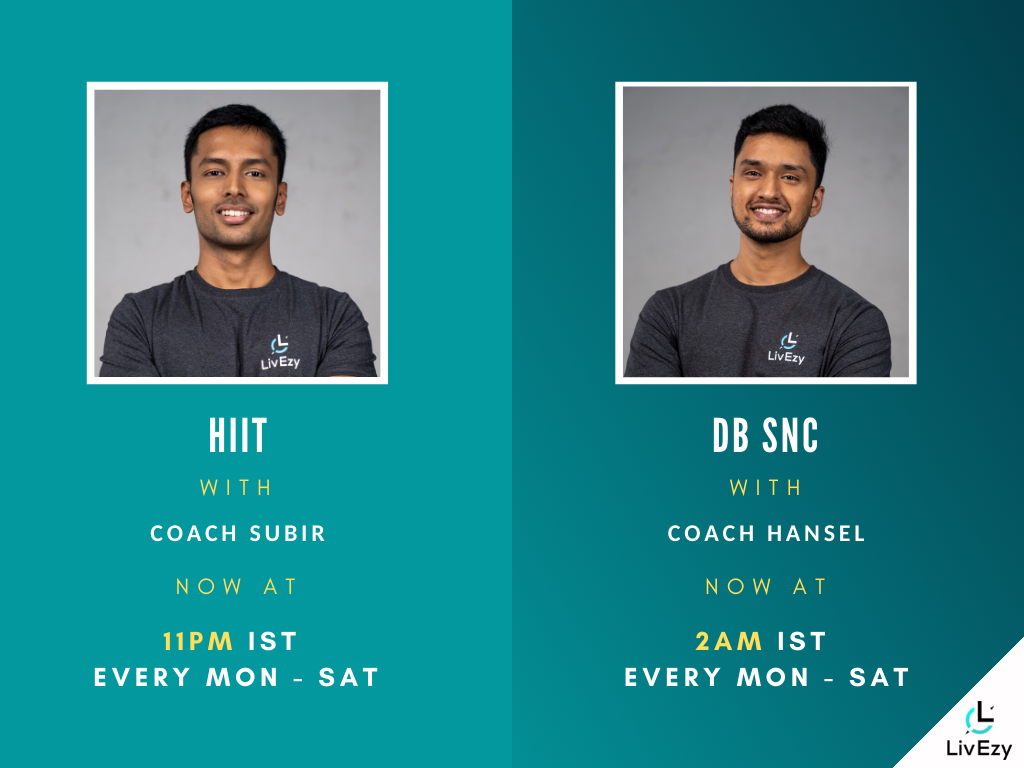 LivEzy
HIIT
WITH
COACH SUBIR
NOW AT
11PM IST
EVERY MON - SAT
LivEzy
DB SNC
WITH
COACH HANSEL
NOW AT
2AM IST
EVERY MON - SAT
LivEzy